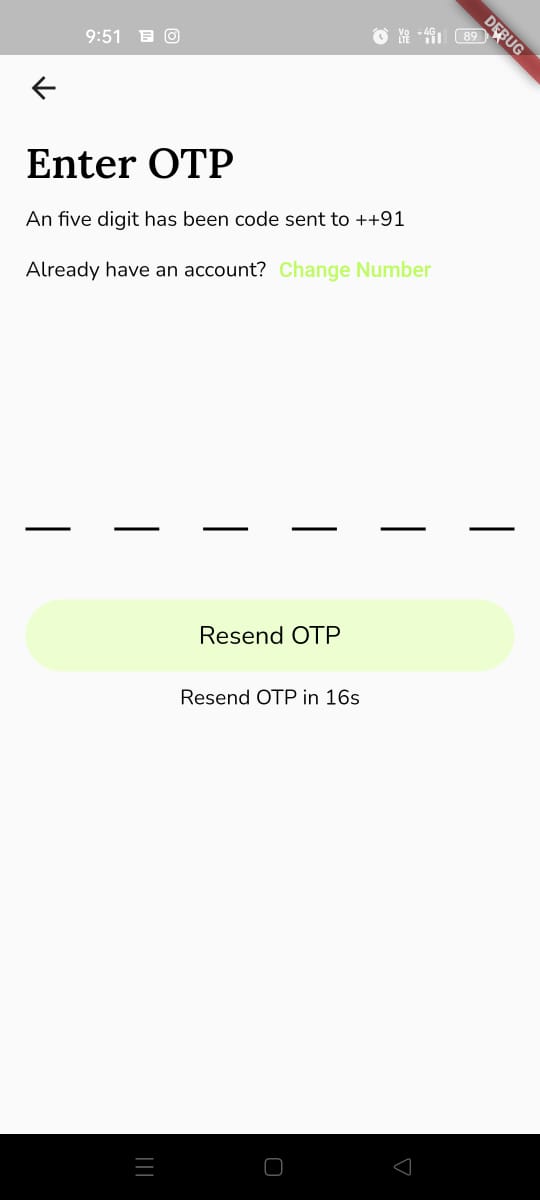 9:51
Vo LTE 4G 89
DEBUG
Enter OTP
An five digit has been code sent to ++91
Already have an account? Change Number
Resend OTP
Resend OTP in 16s